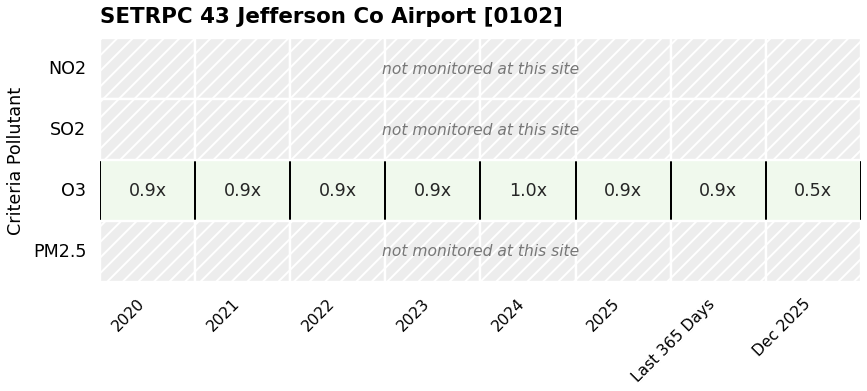 SETRPC 43 Jefferson Co Airport [0102]
Criteria Pollutant
NO2 not monitored at this site
SO2 not monitored at this site
O3 0.9x 0.9x 0.9x 0.9x 1.0x 0.9x 0.9x 0.5x
PM2.5 not monitored at this site
2020 2021 2022 2023 2024 2025 Last 365 Days Dec 2025